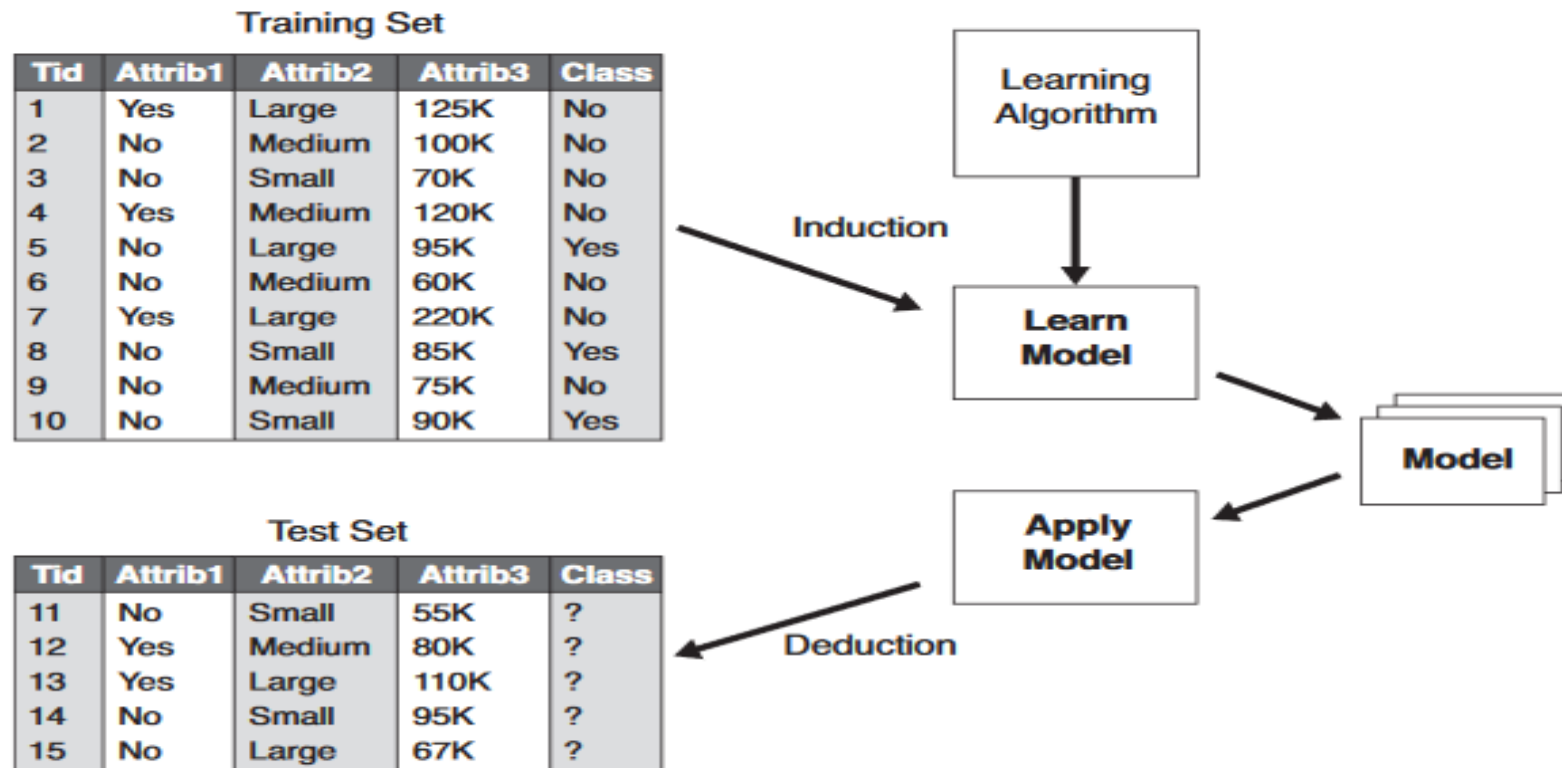 Training Set
Tid Attrib1 Attrib2 Attrib3 Class
1 Yes Large 125K No
2 No Medium 100K No
3 No Small 70K No
4 Yes Medium 120K No
5 No Large 95K Yes
6 No Medium 60K No
7 Yes Large 220K No
8 No Small 85K Yes
9 No Medium 75K No
10 No Small 90K Yes
Learning
Algorithm
Induction
Learn
Model
Model
Apply
Model
Deduction
Test Set
Tid Attrib1 Attrib2 Attrib3 Class
11 No Small 55K ?
12 Yes Medium 80K ?
13 Yes Large 110K ?
14 No Small 95K ?
15 No Large 67K ?